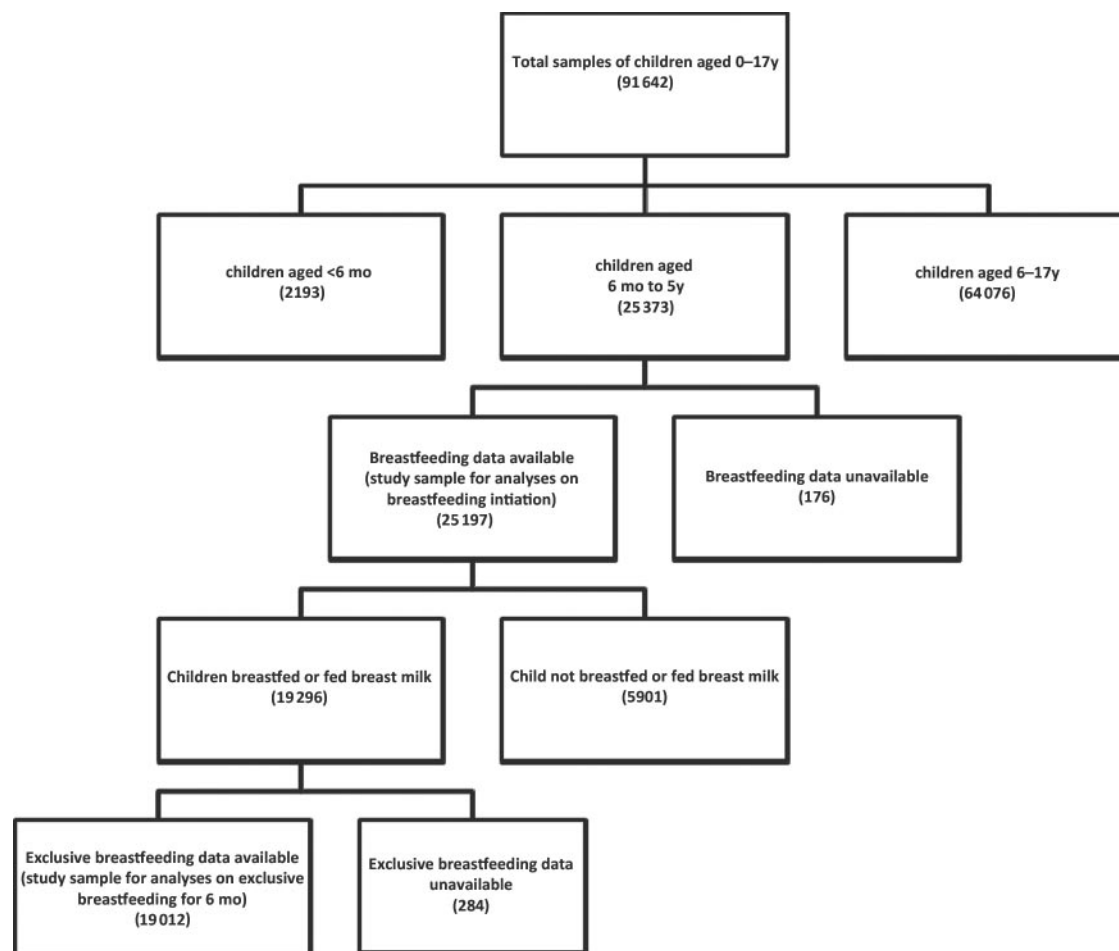 Total samples of children aged 0–17y
(91 642)
children aged <6 mo
(2193)
children aged
6 mo to 5y
(25 373)
children aged 6–17y
(64 076)
Breastfeeding data available
(study sample for analyses on
breastfeeding intiation)
(25 197)
Breastfeeding data unavailable
(176)
Children breastfed or fed breast milk
(19 296)
Child not breastfed or fed breast milk
(5901)
Exclusive breastfeeding data available
(study sample for analyses on exclusive
breastfeeding for 6 mo)
(19 012)
Exclusive breastfeeding data
unavailable
(284)